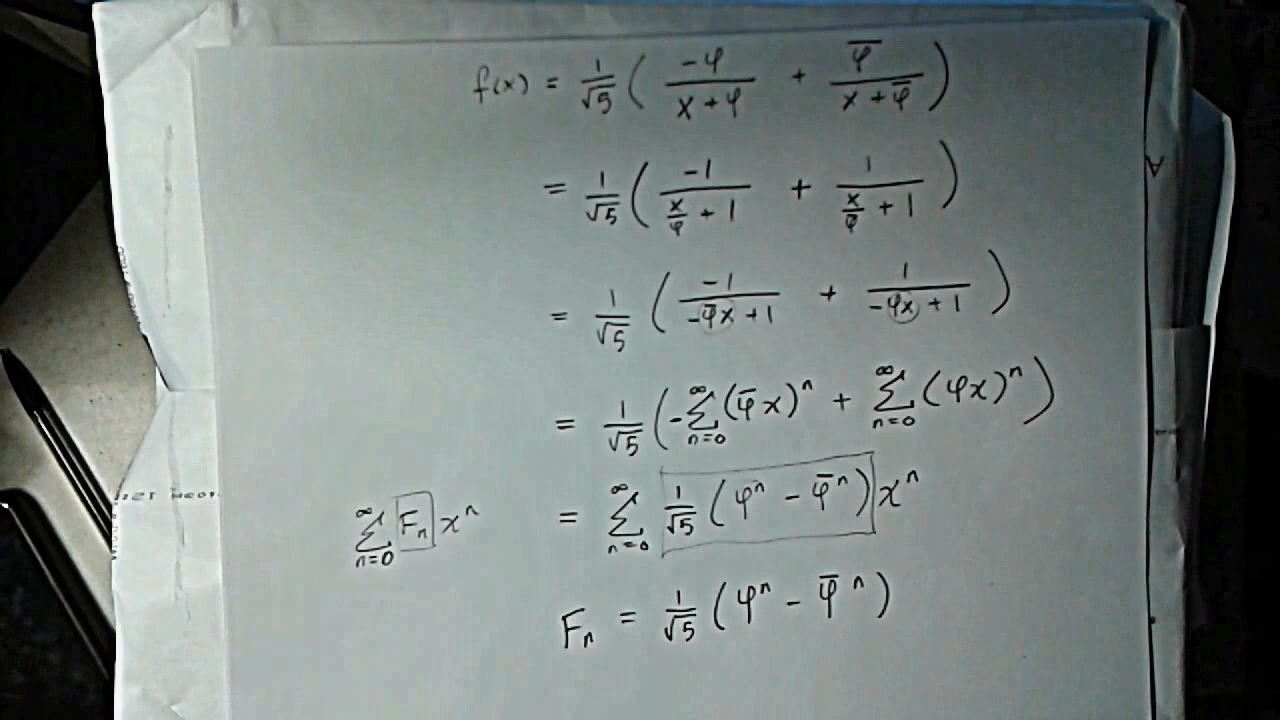 f(x) = 1/√5 ( -φ/(x + φ) + φ̄/(x + φ̄) )
= 1/√5 ( -1/(x/φ + 1) + 1/(x/φ̄ + 1) )
= 1/√5 ( -1/(-φ̄x + 1) + 1/(-φx + 1) )
= 1/√5 ( -∑_{n=0}^{∞} (φ̄x)^n + ∑_{n=0}^{∞} (φx)^n )
∑_{n=0}^{∞} F_n x^n = ∑_{n=0}^{∞} 1/√5 (φ^n - φ̄^n) x^n
F_n = 1/√5 (φ^n - φ̄^n)
A